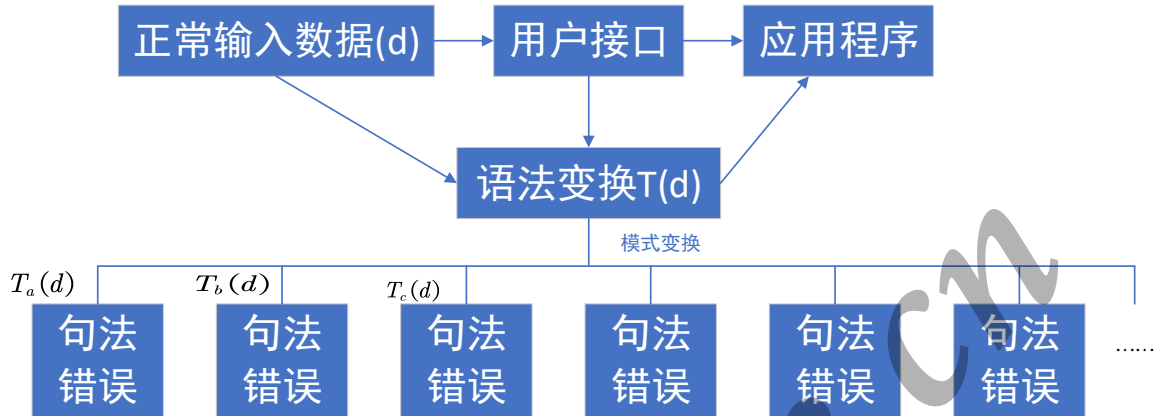 正常输入数据(d) 用户接口 应用程序
语法变换T(d)
模式变换
Tₐ(d) T_b(d) T_c(d)
句法 句法 句法 句法 句法 句法
错误 错误 错误 错误 错误 错误
……
cn